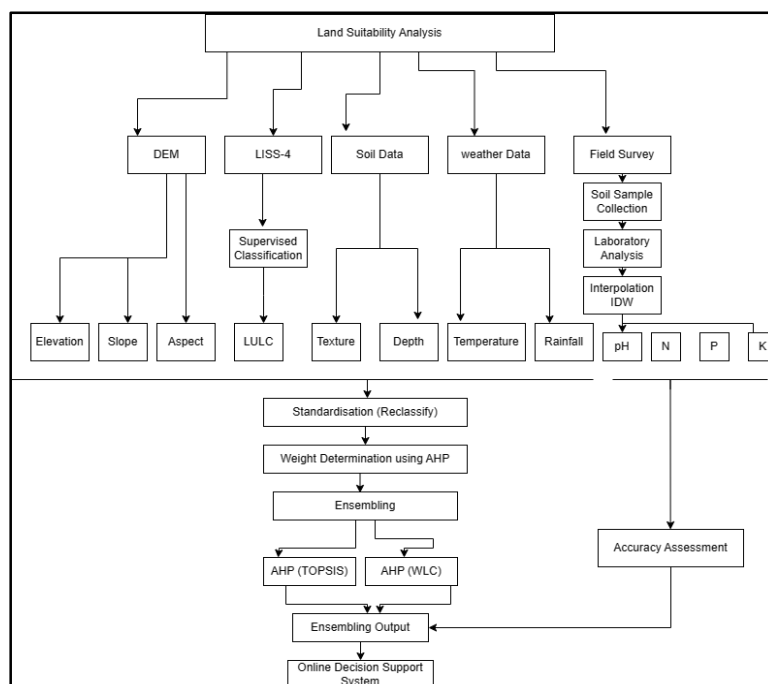 Land Suitability Analysis
DEM
LISS-4
Soil Data
weather Data
Field Survey
Soil Sample
Collection
Supervised
Classification
Laboratory
Analysis
Interpolation
IDW
Elevation
Slope
Aspect
LULC
Texture
Depth
Temperature
Rainfall
pH
N
P
K
Standardisation (Reclassify)
Weight Determination using AHP
Ensembling
Accuracy Assessment
AHP (TOPSIS)
AHP (WLC)
Ensembling Output
Online Decision Support
System